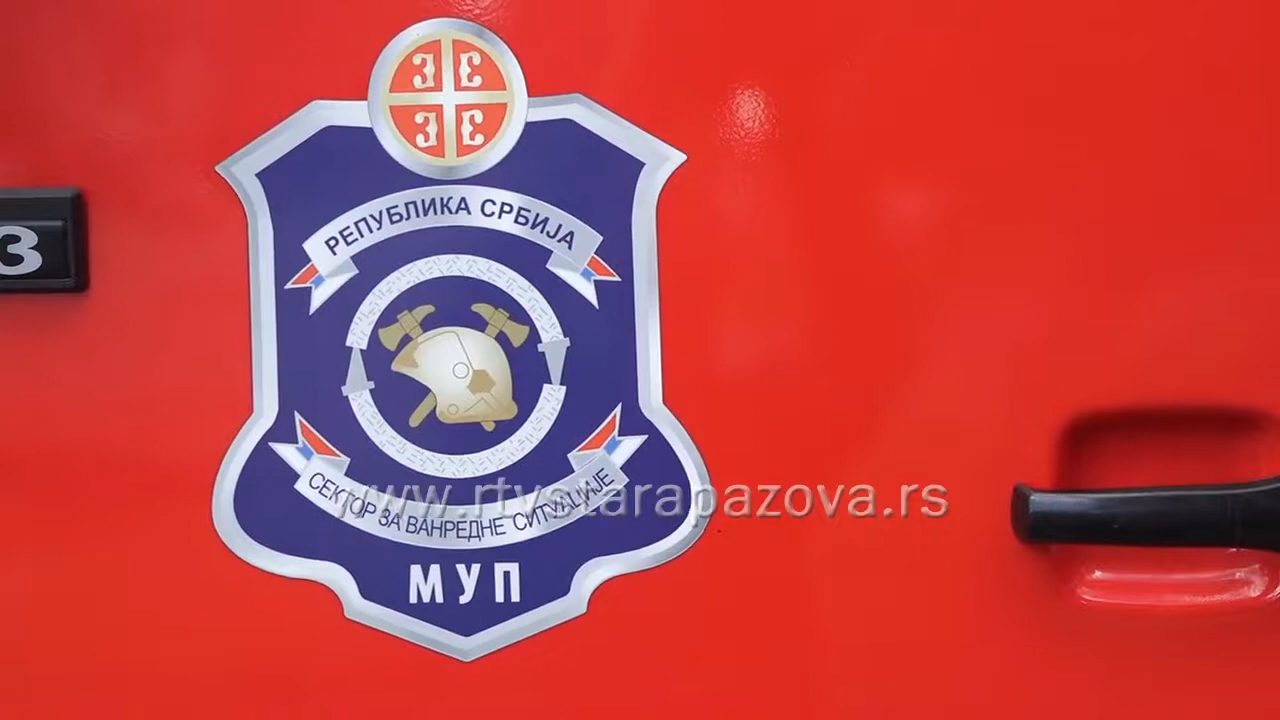 РЕПУБЛИКА СРБИЈА
3
СЕКТОР ЗА ВАНРЕДНЕ СИТУАЦИЈЕ
www.rtvstarapazova.rs
МУП